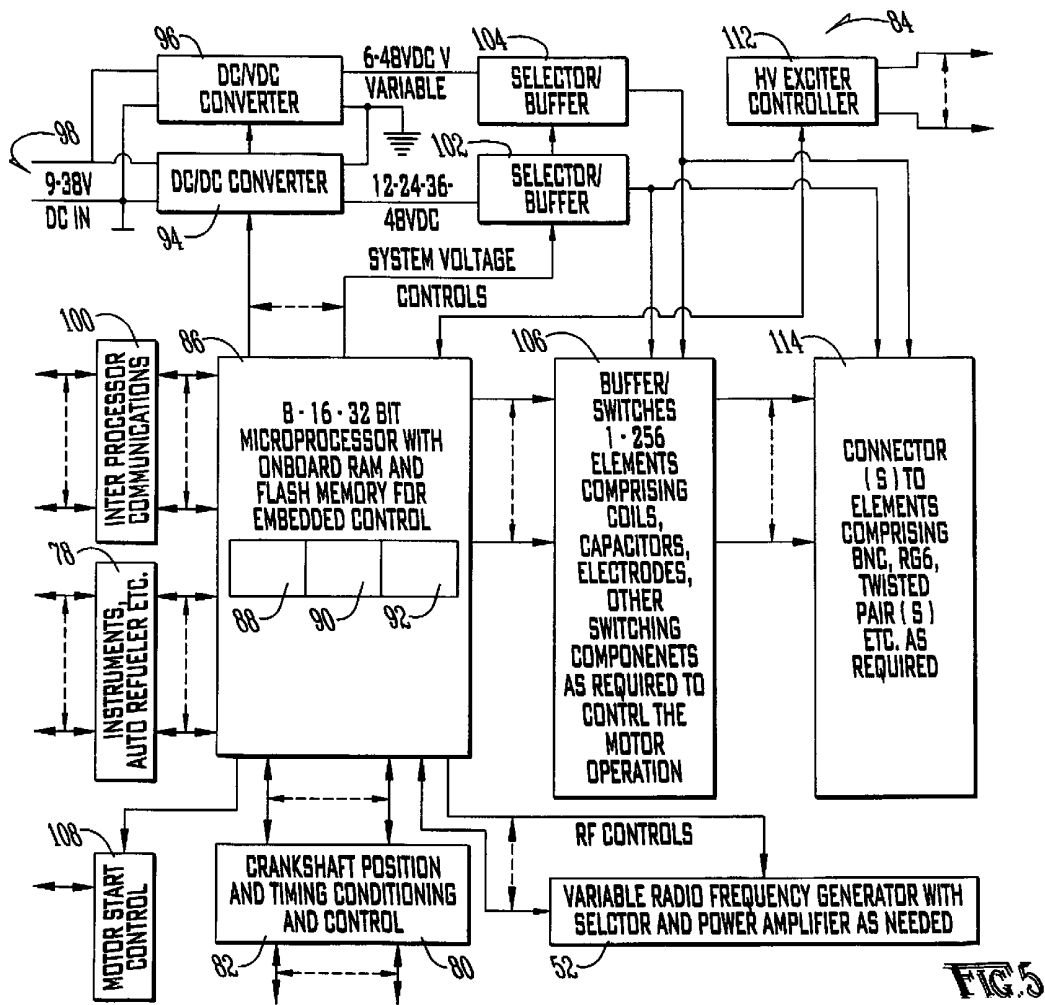 96
DC/VDC
CONVERTER
6-48VDC V
VARIABLE
104
SELECTOR/
BUFFER
112
HV EXCITER
CONTROLLER
84
98
9-38V
DC IN
DC/DC CONVERTER
94
12-24-36-
48VDC
102
SELECTOR/
BUFFER
SYSTEM VOLTAGE
CONTROLS
100
INTER PROCESSOR
COMMUNICATIONS
86
8 - 16 - 32 BIT
MICROPROCESSOR WITH
ONBOARD RAM AND
FLASH MEMORY FOR
EMBEDDED CONTROL
88
90
92
106
BUFFER/
SWITCHES
1 - 256
ELEMENTS
COMPRISING
COILS,
CAPACITORS,
ELECTRODES,
OTHER
SWITCHING
COMPONENETS
AS REQUIRED TO
CONTRL THE
MOTOR
OPERATION
114
CONNECTOR
( S ) TO
ELEMENTS
COMPRISING
BNC, RG6,
TWISTED
PAIR ( S )
ETC. AS
REQUIRED
78
INSTRUMENTS,
AUTO REFUELER ETC.
108
MOTOR START
CONTROL
CRANKSHAFT POSITION
AND TIMING CONDITIONING
AND CONTROL
82
80
RF CONTROLS
VARIABLE RADIO FREQUENCY GENERATOR WITH
SELCTOR AND POWER AMPLIFIER AS NEEDED
52
FIG.5